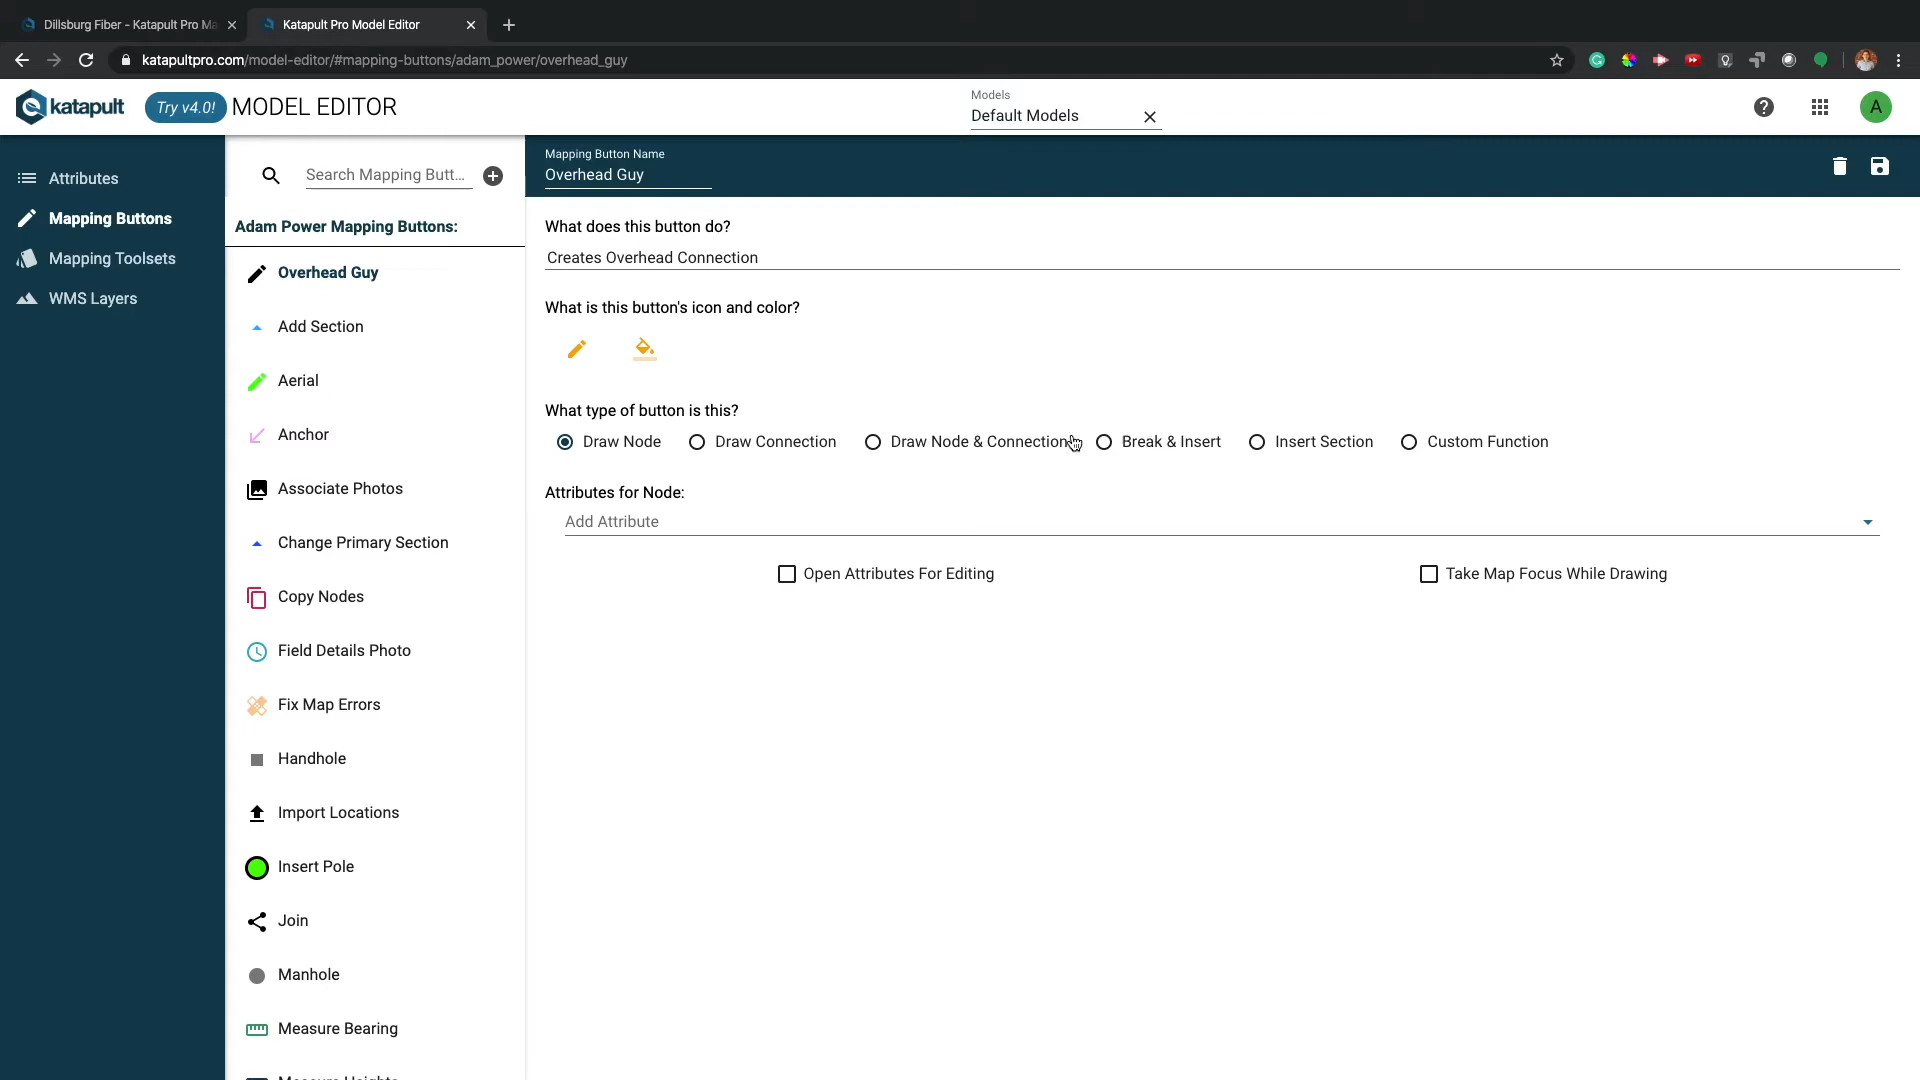 Dillsburg Fiber - Katapult Pro Ma
Katapult Pro Model Editor
katapultpro.com/model-editor/#mapping-buttons/adam_power/overhead_guy
katapult
Try v4.0!
MODEL EDITOR
Models
Default Models
A
Attributes
Mapping Buttons
Mapping Toolsets
WMS Layers
Search Mapping Butt...
Adam Power Mapping Buttons:
Overhead Guy
Add Section
Aerial
Anchor
Associate Photos
Change Primary Section
Copy Nodes
Field Details Photo
Fix Map Errors
Handhole
Import Locations
Insert Pole
Join
Manhole
Measure Bearing
Mapping Button Name
Overhead Guy
What does this button do?
Creates Overhead Connection
What is this button's icon and color?
What type of button is this?
Draw Node
Draw Connection
Draw Node & Connection
Break & Insert
Insert Section
Custom Function
Attributes for Node:
Add Attribute
Open Attributes For Editing
Take Map Focus While Drawing